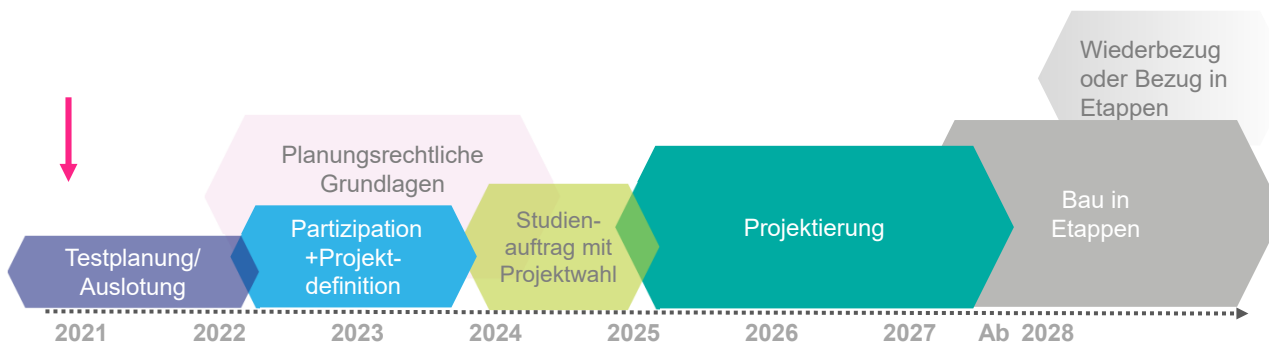 Wiederbezug
oder Bezug in
Etappen
Planungsrechtliche
Grundlagen
Testplanung/
Auslotung
Partizipation
+Projekt-
definition
Studien-
auftrag mit
Projektwahl
Projektierung
Bau in
Etappen
2021 2022 2023 2024 2025 2026 2027 Ab 2028